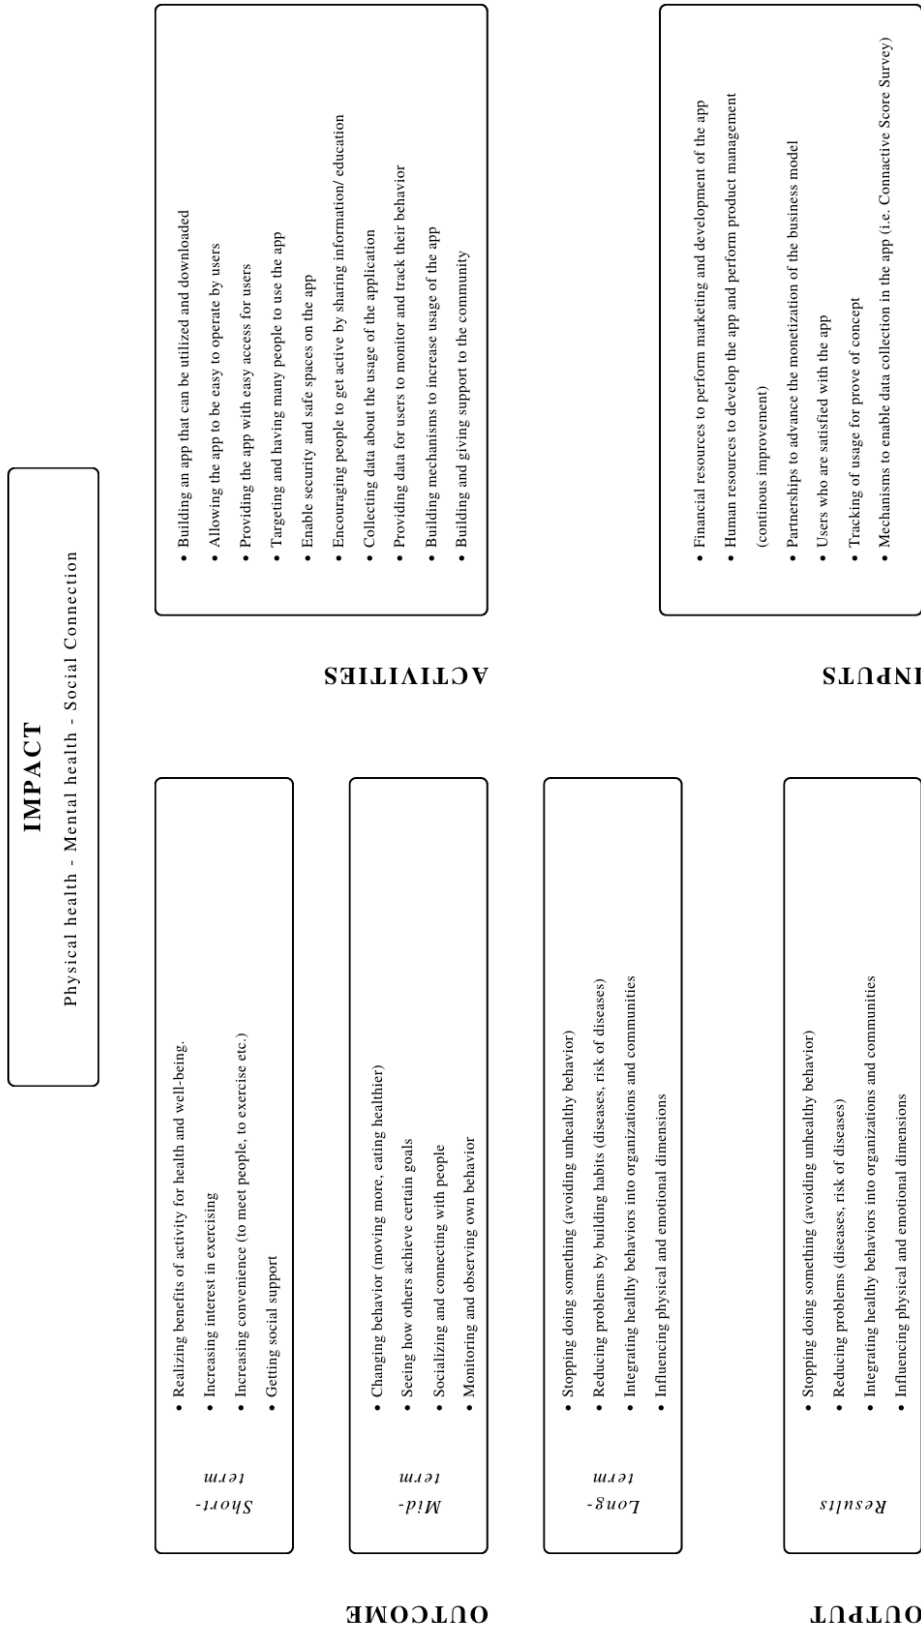 IMPACT
Physical health - Mental health - Social Connection
OUTCOME
Short-
term
• Realizing benefits of activity for health and well-being.
• Increasing interest in exercising
• Increasing convenience (to meet people, to exercise etc.)
• Getting social support
Mid-
term
• Changing behavior (moving more, eating healthier)
• Seeing how others achieve certain goals
• Socializing and connecting with people
• Monitoring and observing own behavior
Long-
term
• Stopping doing something (avoiding unhealthy behavior)
• Reducing problems by building habits (diseases, risk of diseases)
• Integrating healthy behaviors into organizations and communities
• Influencing physical and emotional dimensions
OUTPUT
Results
• Stopping doing something (avoiding unhealthy behavior)
• Reducing problems (diseases, risk of diseases)
• Integrating healthy behaviors into organizations and communities
• Influencing physical and emotional dimensions
ACTIVITIES
• Building an app that can be utilized and downloaded
• Allowing the app to be easy to operate by users
• Providing the app with easy access for users
• Targeting and having many people to use the app
• Enable security and safe spaces on the app
• Encouraging people to get active by sharing information/ education
• Collecting data about the usage of the application
• Providing data for users to monitor and track their behavior
• Building mechanisms to increase usage of the app
• Building and giving support to the community
INPUTS
• Financial resources to perform marketing and development of the app
• Human resources to develop the app and perform product management
(continous improvement)
• Partnerships to advance the monetization of the business model
• Users who are satisfied with the app
• Tracking of usage for prove of concept
• Mechanisms to enable data collection in the app (i.e. Connactive Score Survey)